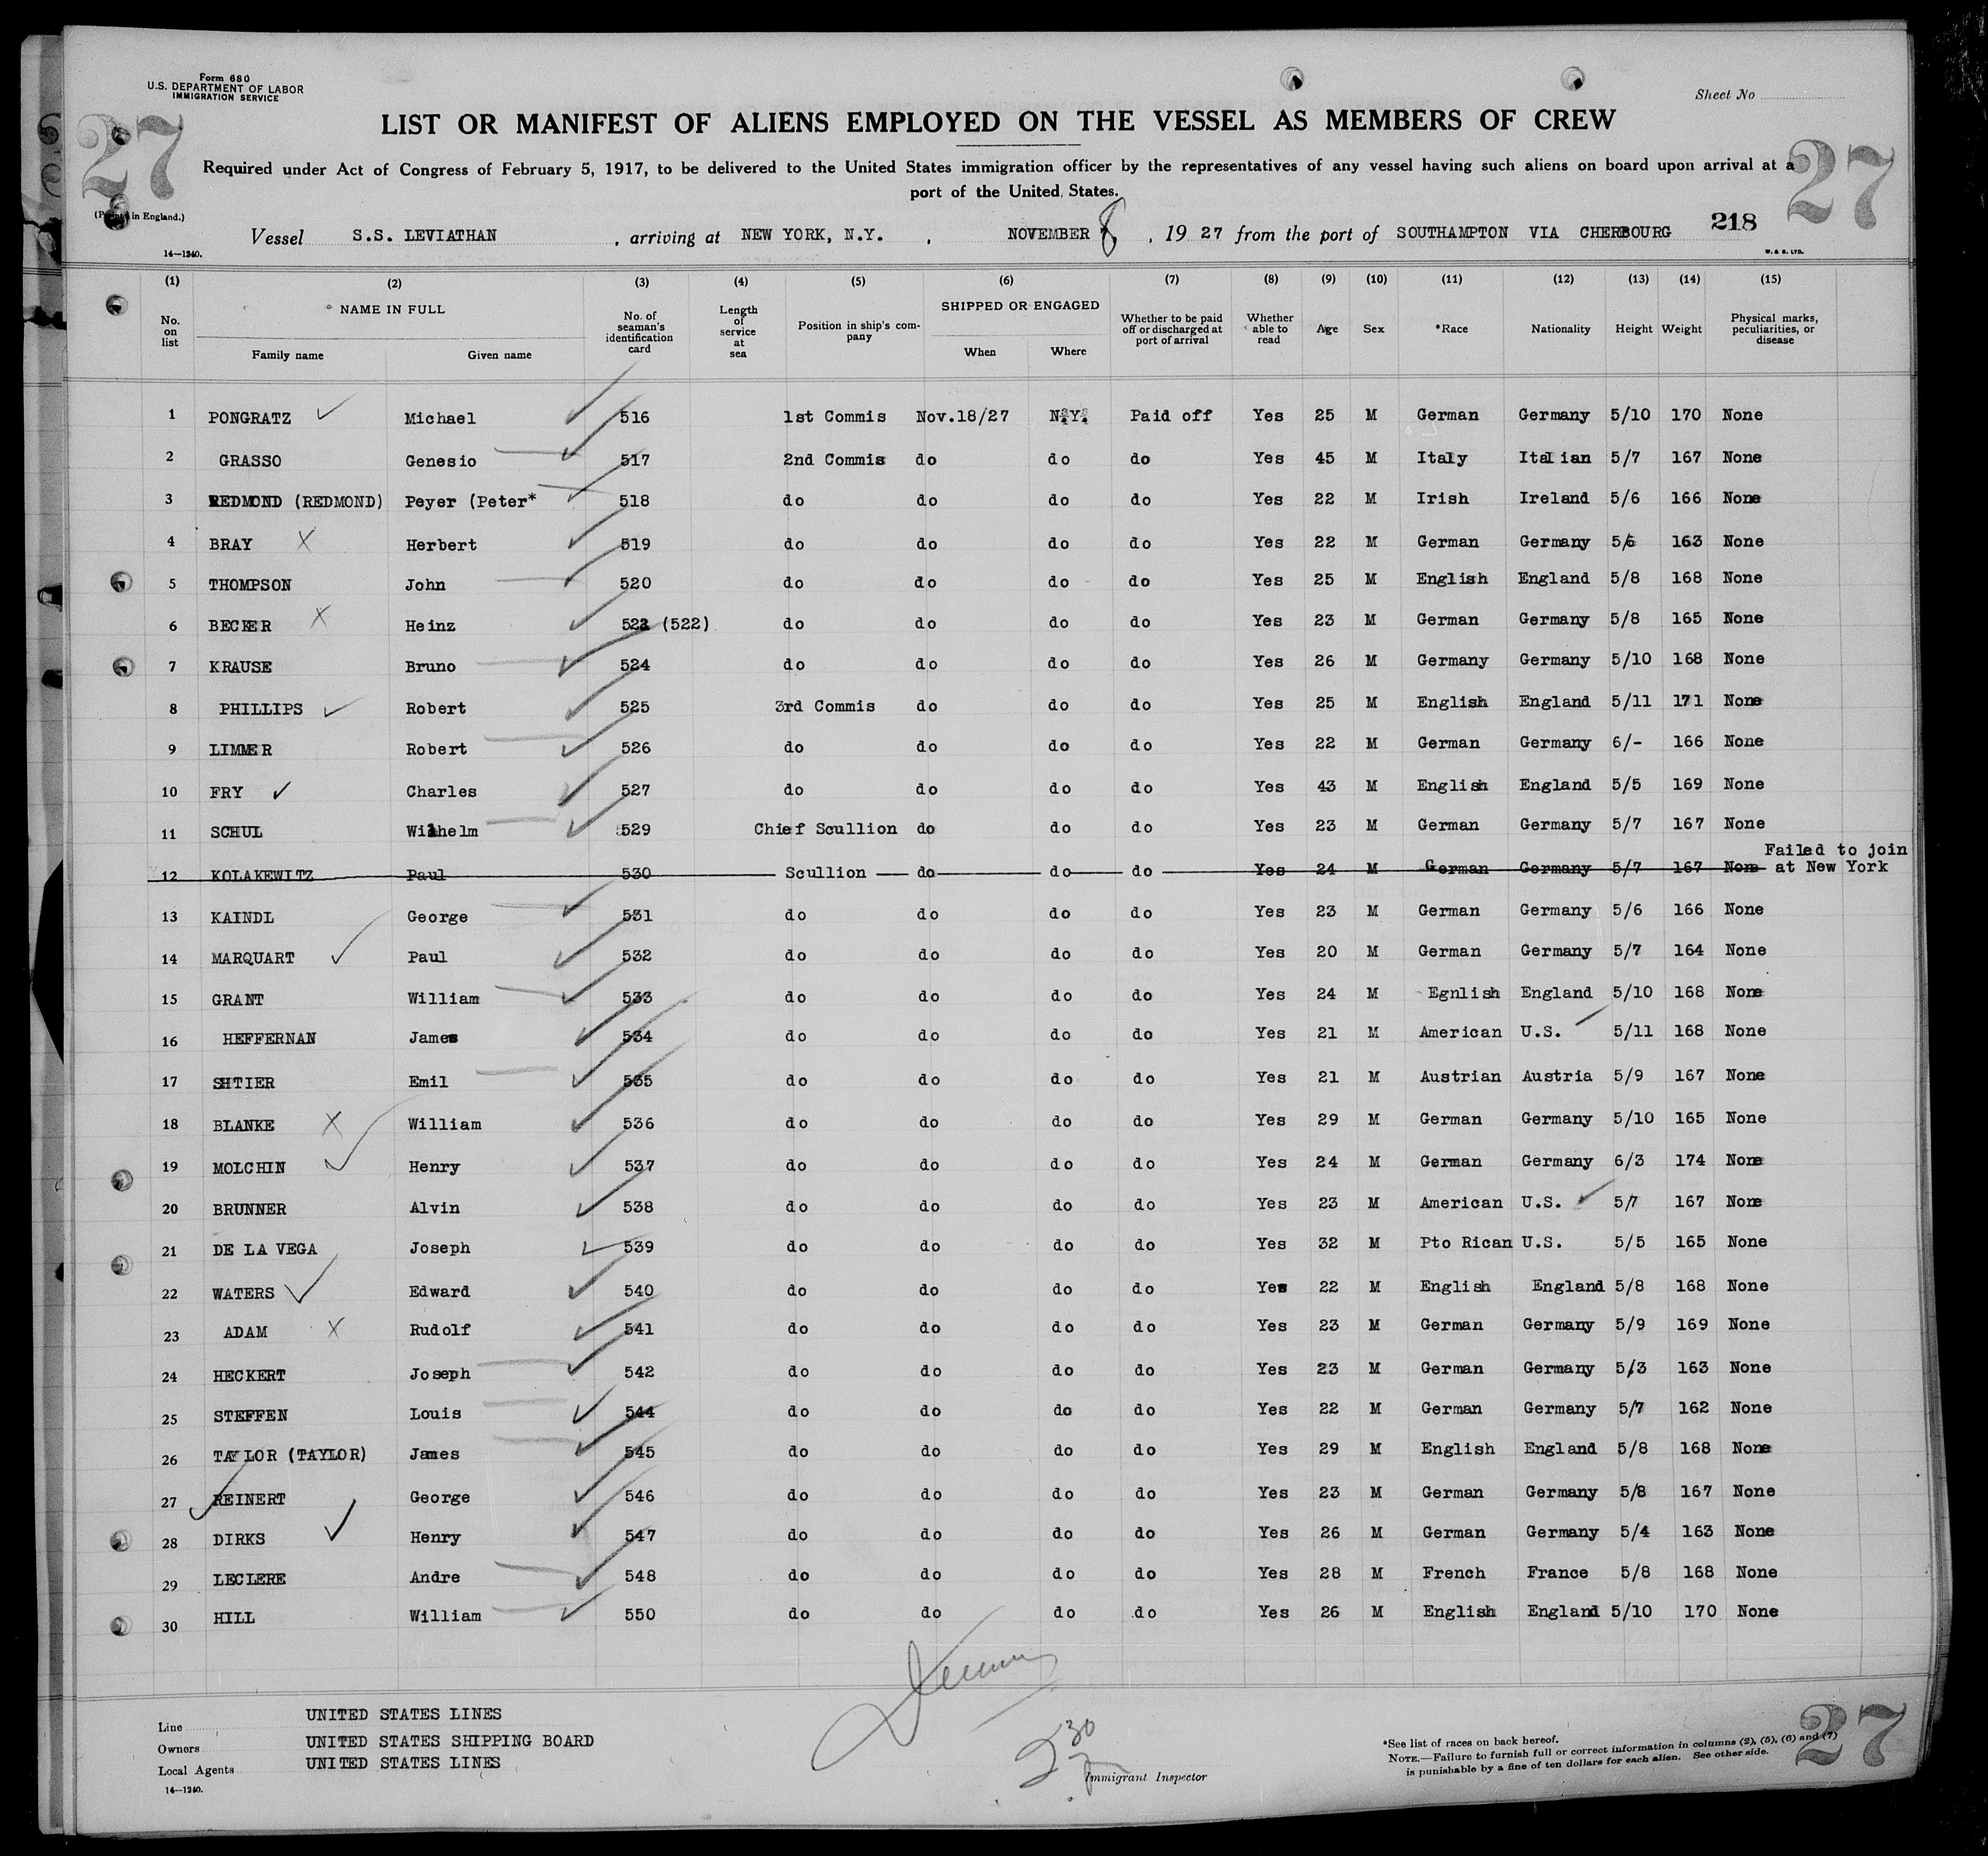 Form 680
U.S. DEPARTMENT OF LABOR
IMMIGRATION SERVICE
Sheet No
27
27
LIST OR MANIFEST OF ALIENS EMPLOYED ON THE VESSEL AS MEMBERS OF CREW
Required under Act of Congress of February 5, 1917, to be delivered to the United States immigration officer by the representatives of any vessel having such aliens on board upon arrival at a
port of the United States.
(Printed in England.)
218
Vessel S.S. LEVIATHAN , arriving at NEW YORK, N.Y. , NOVEMBER 8, , 19 27 from the port of SOUTHAMPTON VIA CHERBOURG
14—1240.
W. & S. LTD.
(1) (2) (3) (4) (5) (6) (7) (8) (9) (10) (11) (12) (13) (14) (15)
No. on list NAME IN FULL Family name Given name No. of seaman's identification card Length of service at sea Position in ship's company SHIPPED OR ENGAGED When Where Whether to be paid off or discharged at port of arrival Whether able to read Age Sex *Race Nationality Height Weight Physical marks, peculiarities, or disease
1 PONGRATZ Michael 516 1st Commis Nov.18/27 N.Y. Paid off Yes 25 M German Germany 5/10 170 None
2 GRASSO Genesio 517 2nd Commis do do do Yes 45 M Italy Italian 5/7 167 None
3 REDMOND (REDMOND) Peyer (Peter* 518 do do do do Yes 22 M Irish Ireland 5/6 166 None
4 BRAY X Herbert 519 do do do do Yes 22 M German Germany 5/6 163 None
5 THOMPSON John 520 do do do do Yes 25 M English England 5/8 168 None
6 BECKER X Heinz 522 (522) do do do do Yes 23 M German Germany 5/8 165 None
7 KRAUSE Bruno 524 do do do do Yes 26 M Germany Germany 5/10 168 None
8 PHILLIPS Robert 525 3rd Commis do do do Yes 25 M English England 5/11 171 None
9 LIMMER Robert 526 do do do do Yes 22 M German Germany 6/- 166 None
10 FRY Charles 527 do do do do Yes 43 M English England 5/5 169 None
11 SCHUL Wilhelm 529 Chief Scullion do do do Yes 23 M German Germany 5/7 167 None
12 KOLAKEWITZ Paul 530 Scullion do do do Yes 24 M German Germany 5/7 167 None Failed to join at New York
13 KAINDL George 531 do do do do Yes 23 M German Germany 5/6 166 None
14 MARQUART Paul 532 do do do do Yes 20 M German Germany 5/7 164 None
15 GRANT William 533 do do do do Yes 24 M Egnlish England 5/10 168 None
16 HEFFERNAN James 534 do do do do Yes 21 M American U.S. 5/11 168 None
17 SHTIER Emil 535 do do do do Yes 21 M Austrian Austria 5/9 167 None
18 BLANKE X William 536 do do do do Yes 29 M German Germany 5/10 165 None
19 MOLCHIN Henry 537 do do do do Yes 24 M German Germany 6/3 174 None
20 BRUNNER Alvin 538 do do do do Yes 23 M American U.S. 5/7 167 None
21 DE LA VEGA Joseph 539 do do do do Yes 32 M Pto Rican U.S. 5/5 165 None
22 WATERS Edward 540 do do do do Yes 22 M English England 5/8 168 None
23 ADAM X Rudolf 541 do do do do Yes 23 M German Germany 5/9 169 None
24 HECKERT Joseph 542 do do do do Yes 23 M German Germany 5/3 163 None
25 STEFFEN Louis 544 do do do do Yes 22 M German Germany 5/7 162 None
26 TAYLOR (TAYLOR) James 545 do do do do Yes 29 M English England 5/8 168 None
27 REINERT George 546 do do do do Yes 23 M German Germany 5/8 167 None
28 DIRKS Henry 547 do do do do Yes 26 M German Germany 5/4 163 None
29 LECLERE Andre 548 do do do do Yes 28 M French France 5/8 168 None
30 HILL William 550 do do do do Yes 26 M English England 5/10 170 None
Line UNITED STATES LINES
Owners UNITED STATES SHIPPING BOARD
Local Agents UNITED STATES LINES
14—1240.
Immigrant Inspector
*See list of races on back hereof.
NOTE.—Failure to furnish full or correct information in columns (2), (5), (6) and (7)
is punishable by a fine of ten dollars for each alien. See other side.
27